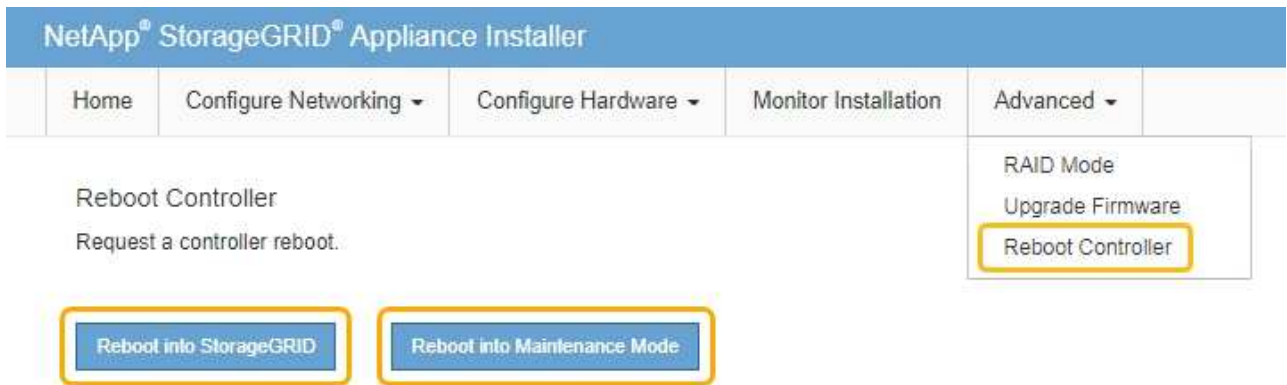 NetApp® StorageGRID® Appliance Installer
Home Configure Networking Configure Hardware Monitor Installation Advanced
RAID Mode
Upgrade Firmware
Reboot Controller
Reboot Controller
Request a controller reboot.
Reboot into StorageGRID Reboot into Maintenance Mode